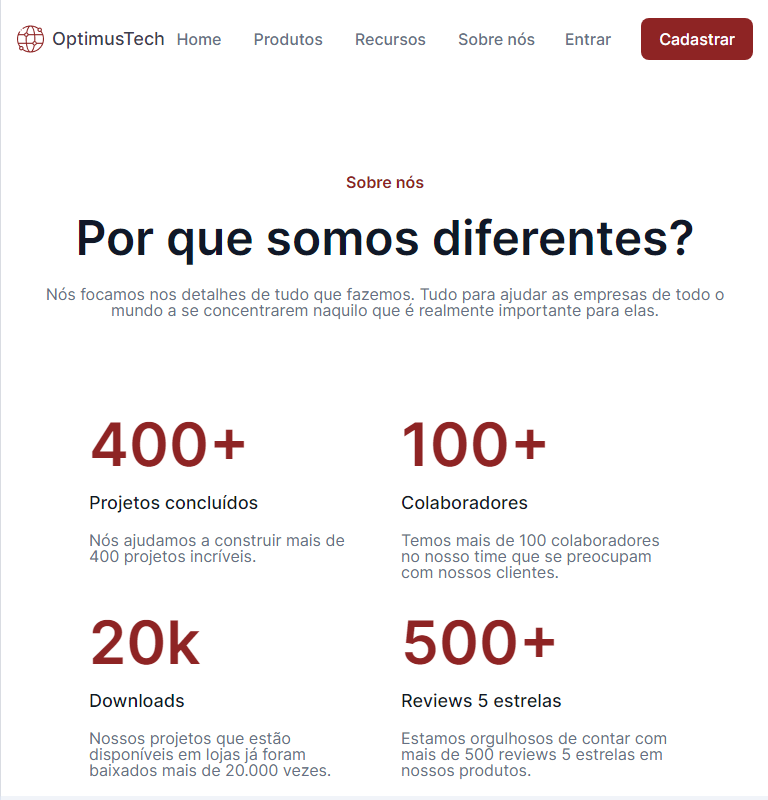 OptimusTech Home Produtos Recursos Sobre nós Entrar Cadastrar
Sobre nós
Por que somos diferentes?
Nós focamos nos detalhes de tudo que fazemos. Tudo para ajudar as empresas de todo o
mundo a se concentrarem naquilo que é realmente importante para elas.
400+
Projetos concluídos
Nós ajudamos a construir mais de
400 projetos incríveis.
100+
Colaboradores
Temos mais de 100 colaboradores
no nosso time que se preocupam
com nossos clientes.
20k
Downloads
Nossos projetos que estão
disponíveis em lojas já foram
baixados mais de 20.000 vezes.
500+
Reviews 5 estrelas
Estamos orgulhosos de contar com
mais de 500 reviews 5 estrelas em
nossos produtos.